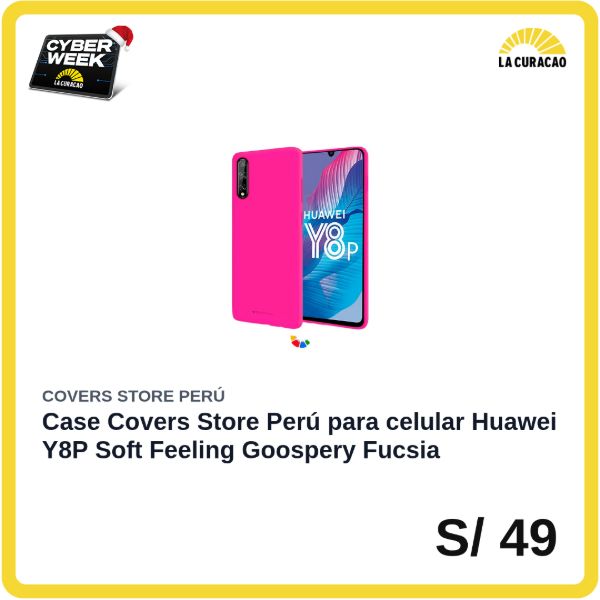 CYBER
WEEK
LA CURACAO
LA CURACAO
HUAWEI
Y8P
COVERS STORE PERÚ
Case Covers Store Perú para celular Huawei
Y8P Soft Feeling Goospery Fucsia
S/ 49